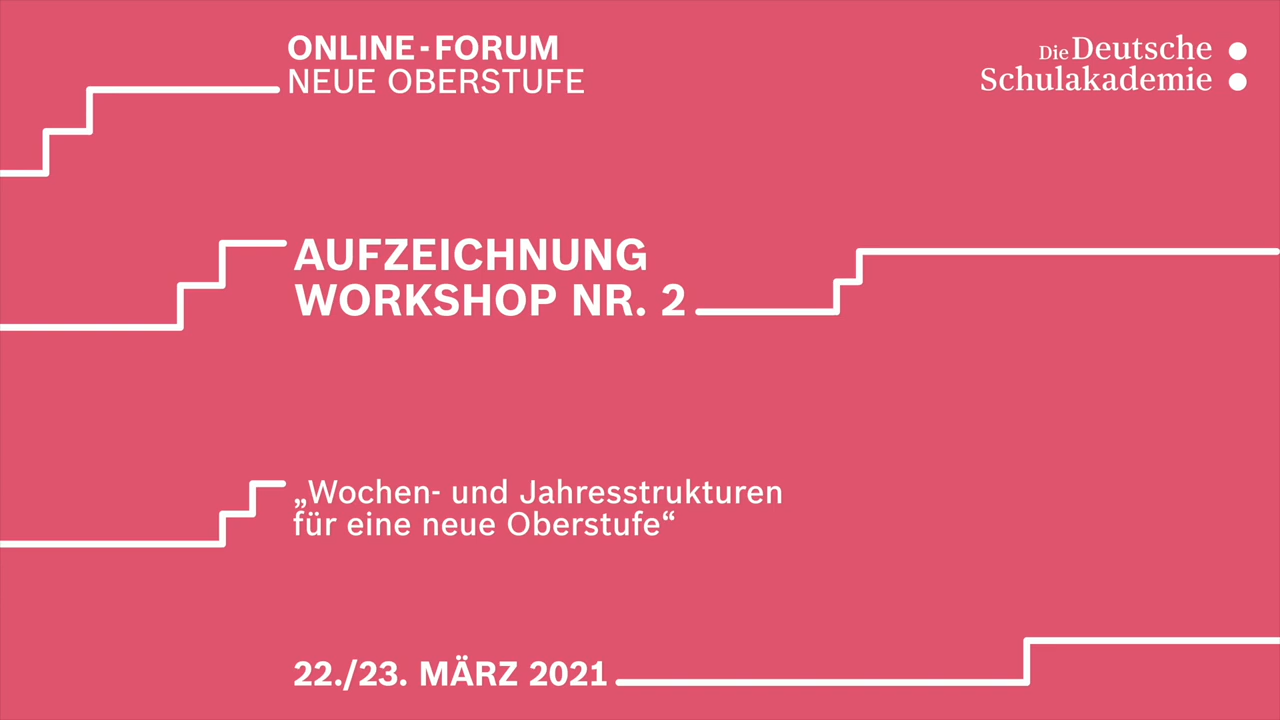 ONLINE-FORUM
NEUE OBERSTUFE
Die Deutsche
Schulakademie
AUFZEICHNUNG
WORKSHOP NR. 2
„Wochen- und Jahresstrukturen
für eine neue Oberstufe“
22./23. MÄRZ 2021